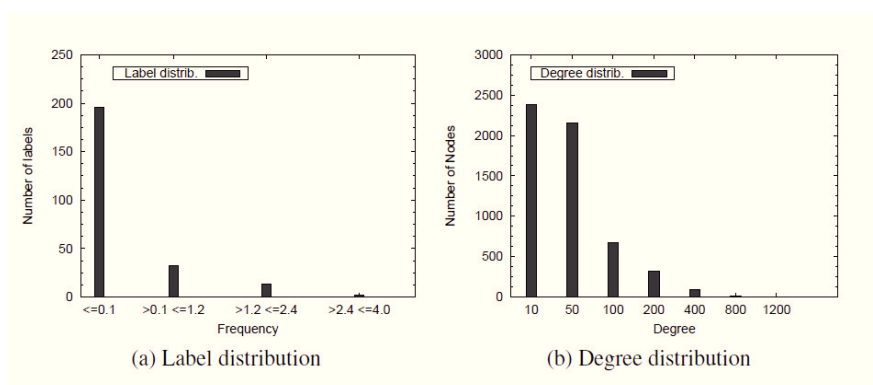 250
200
150
100
50
0
Number of labels
Label distrib.
<=0.1 >0.1 <=1.2 >1.2 <=2.4 >2.4 <=4.0
Frequency
(a) Label distribution
3000
2500
2000
1500
1000
500
0
Number of Nodes
Degree distrib.
10 50 100 200 400 800 1200
Degree
(b) Degree distribution